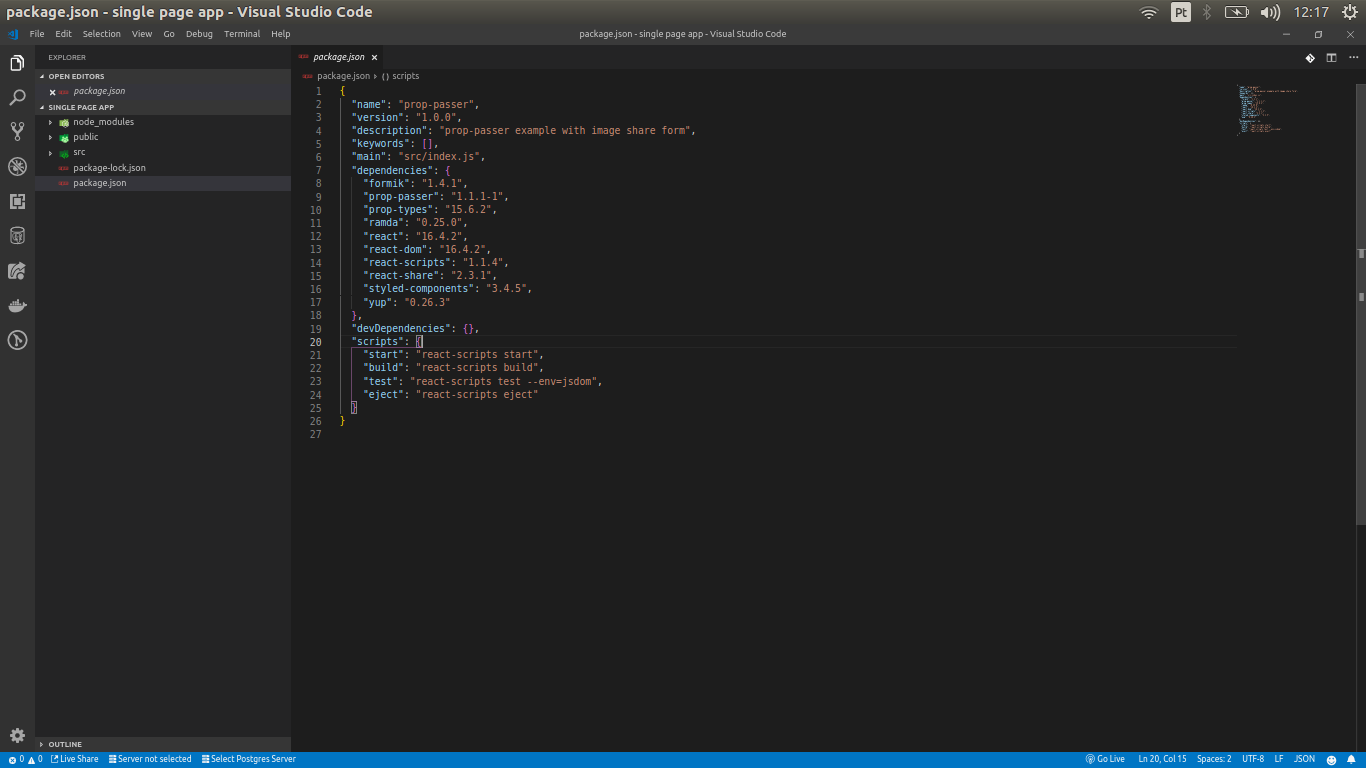 package.json - single page app - Visual Studio Code
Pt
12:17
File Edit Selection View Go Debug Terminal Help
package.json - single page app - Visual Studio Code
EXPLORER
OPEN EDITORS
package.json
SINGLE PAGE APP
node_modules
public
src
package-lock.json
package.json
OUTLINE
package.json
package.json › {} scripts
1 {
2 "name": "prop-passer",
3 "version": "1.0.0",
4 "description": "prop-passer example with image share form",
5 "keywords": [],
6 "main": "src/index.js",
7 "dependencies": {
8 "formik": "1.4.1",
9 "prop-passer": "1.1.1-1",
10 "prop-types": "15.6.2",
11 "ramda": "0.25.0",
12 "react": "16.4.2",
13 "react-dom": "16.4.2",
14 "react-scripts": "1.1.4",
15 "react-share": "2.3.1",
16 "styled-components": "3.4.5",
17 "yup": "0.26.3"
18 },
19 "devDependencies": {},
20 "scripts": {
21 "start": "react-scripts start",
22 "build": "react-scripts build",
23 "test": "react-scripts test --env=jsdom",
24 "eject": "react-scripts eject"
25 }
26 }
27
0 0 Live Share Server not selected Select Postgres Server
Go Live Ln 20, Col 15 Spaces: 2 UTF-8 LF JSON